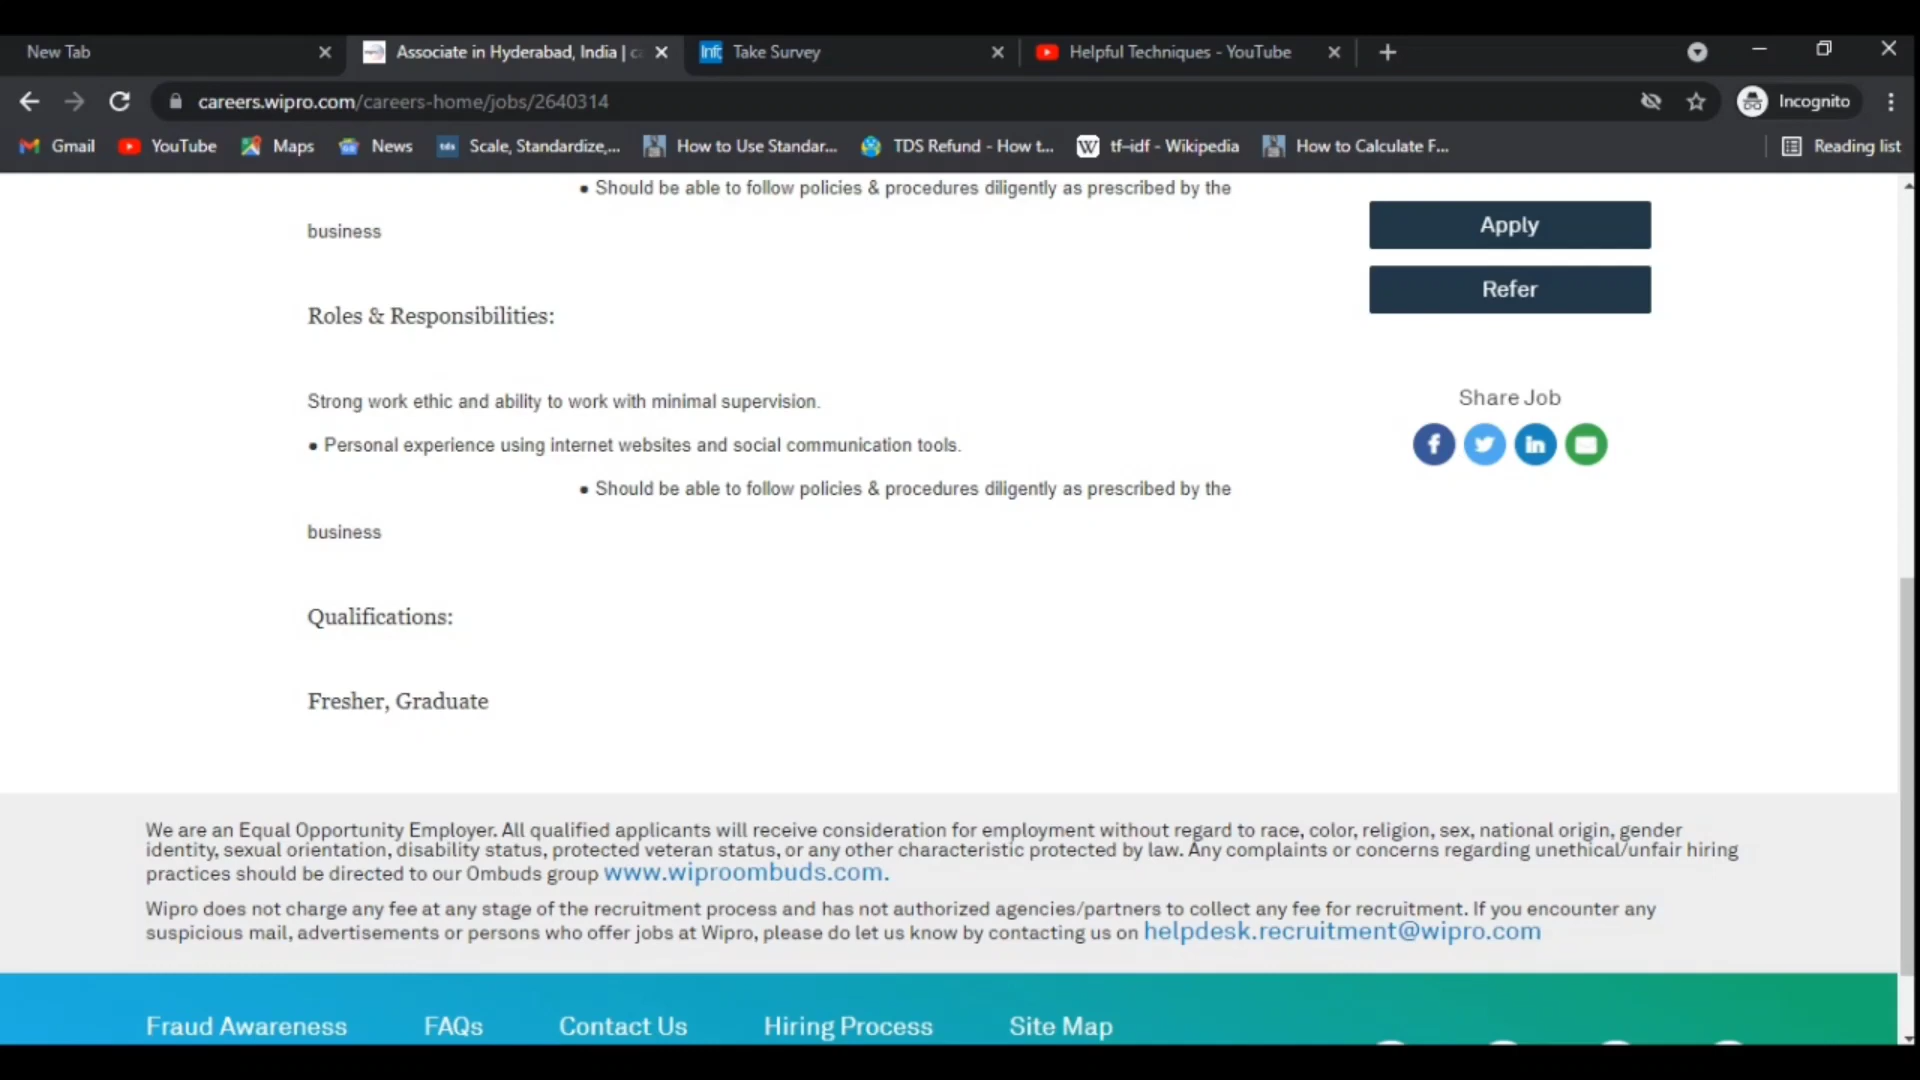 New Tab
Associate in Hyderabad, India | ca
Take Survey
Helpful Techniques - YouTube
careers.wipro.com/careers-home/jobs/2640314
Incognito
Gmail
YouTube
Maps
News
tds
Scale, Standardize,...
How to Use Standar...
TDS Refund - How t...
W
tf–idf - Wikipedia
How to Calculate F...
Reading list
• Should be able to follow policies & procedures diligently as prescribed by the
business
Apply
Refer
Roles & Responsibilities:
Share Job
Strong work ethic and ability to work with minimal supervision.
• Personal experience using internet websites and social communication tools.
• Should be able to follow policies & procedures diligently as prescribed by the
business
Qualifications:
Fresher, Graduate
We are an Equal Opportunity Employer. All qualified applicants will receive consideration for employment without regard to race, color, religion, sex, national origin, gender
identity, sexual orientation, disability status, protected veteran status, or any other characteristic protected by law. Any complaints or concerns regarding unethical/unfair hiring
practices should be directed to our Ombuds group www.wiproombuds.com.
Wipro does not charge any fee at any stage of the recruitment process and has not authorized agencies/partners to collect any fee for recruitment. If you encounter any
suspicious mail, advertisements or persons who offer jobs at Wipro, please do let us know by contacting us on helpdesk.recruitment@wipro.com
Fraud Awareness
FAQs
Contact Us
Hiring Process
Site Map